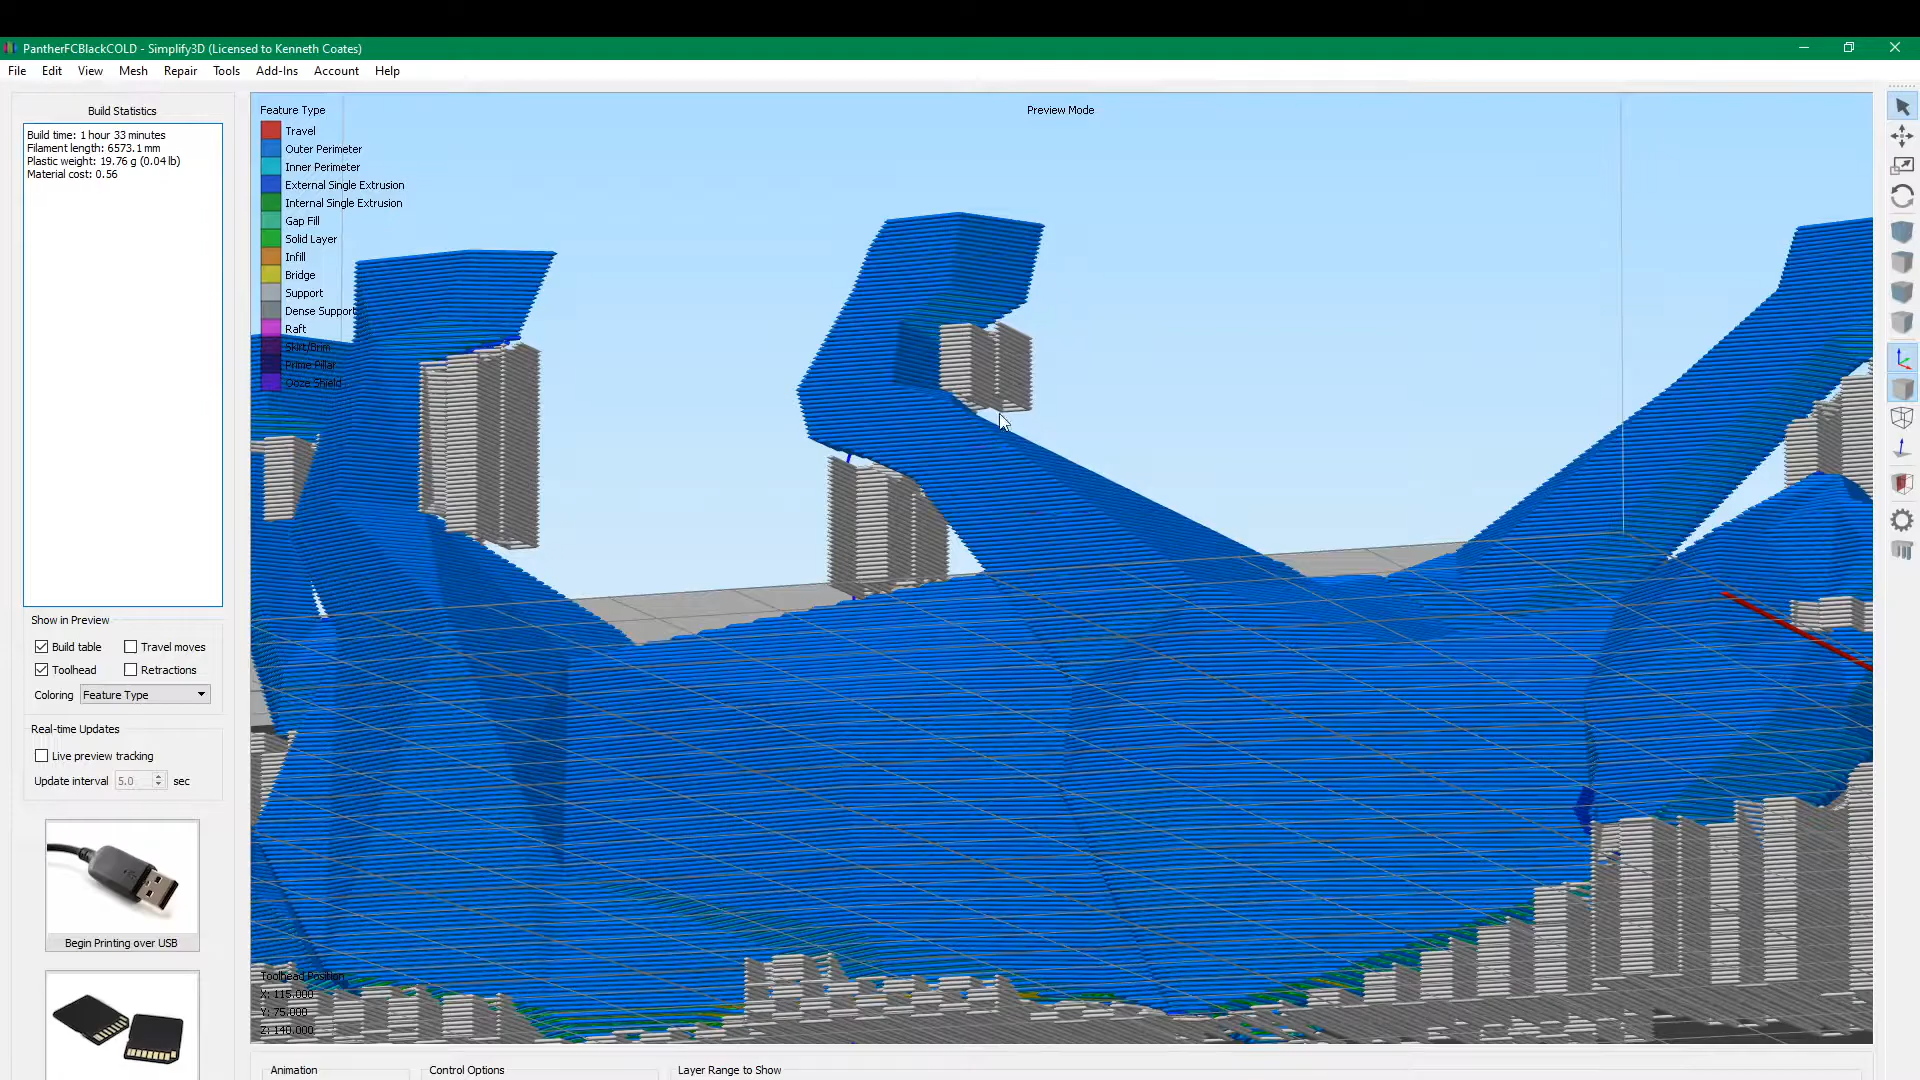 PantherFCBlackCOLD - Simplify3D (Licensed to Kenneth Coates)
File Edit View Mesh Repair Tools Add-Ins Account Help
Build Statistics
Build time: 1 hour 33 minutes
Filament length: 6573.1 mm
Plastic weight: 19.76 g (0.04 lb)
Material cost: 0.56
Show in Preview
Build table Travel moves
Toolhead Retractions
Coloring Feature Type
Real-time Updates
Live preview tracking
Update interval 5.0 sec
Begin Printing over USB
Feature Type
Travel
Outer Perimeter
Inner Perimeter
External Single Extrusion
Internal Single Extrusion
Gap Fill
Solid Layer
Infill
Bridge
Support
Dense Support
Raft
Skirt/Brim
Prime Pillar
Ooze Shield
Preview Mode
Toolhead Position
X: 115.000
Y: 75.000
Z: 140.000
Animation Control Options Layer Range to Show